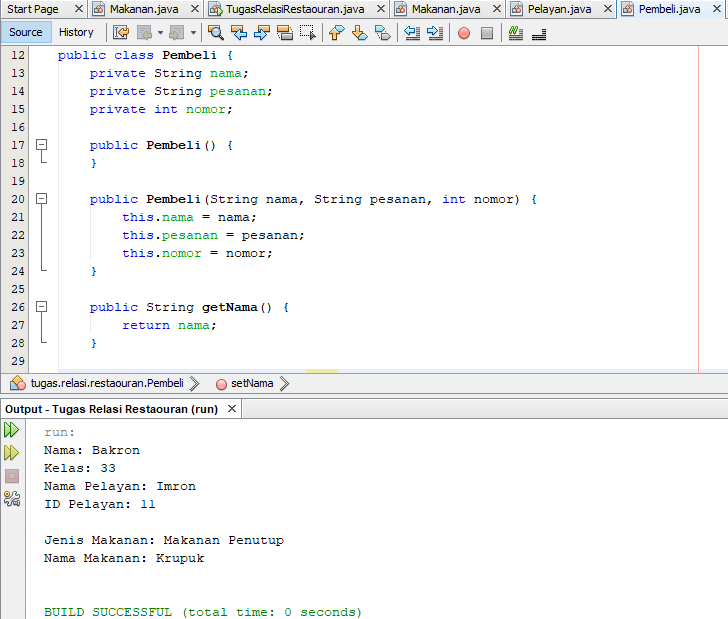 Start Page Makanan.java TugasRelasiRestaouran.java Makanan.java Pelayan.java Pembeli.java
Source History
12 public class Pembeli {
13 private String nama;
14 private String pesanan;
15 private int nomor;
16
17 public Pembeli() {
18 }
19
20 public Pembeli(String nama, String pesanan, int nomor) {
21 this.nama = nama;
22 this.pesanan = pesanan;
23 this.nomor = nomor;
24 }
25
26 public String getNama() {
27 return nama;
28 }
29
tugas.relasi.restaouran.Pembeli setNama
Output - Tugas Relasi Restaouran (run)
run:
Nama: Bakron
Kelas: 33
Nama Pelayan: Imron
ID Pelayan: 11
Jenis Makanan: Makanan Penutup
Nama Makanan: Krupuk
BUILD SUCCESSFUL (total time: 0 seconds)